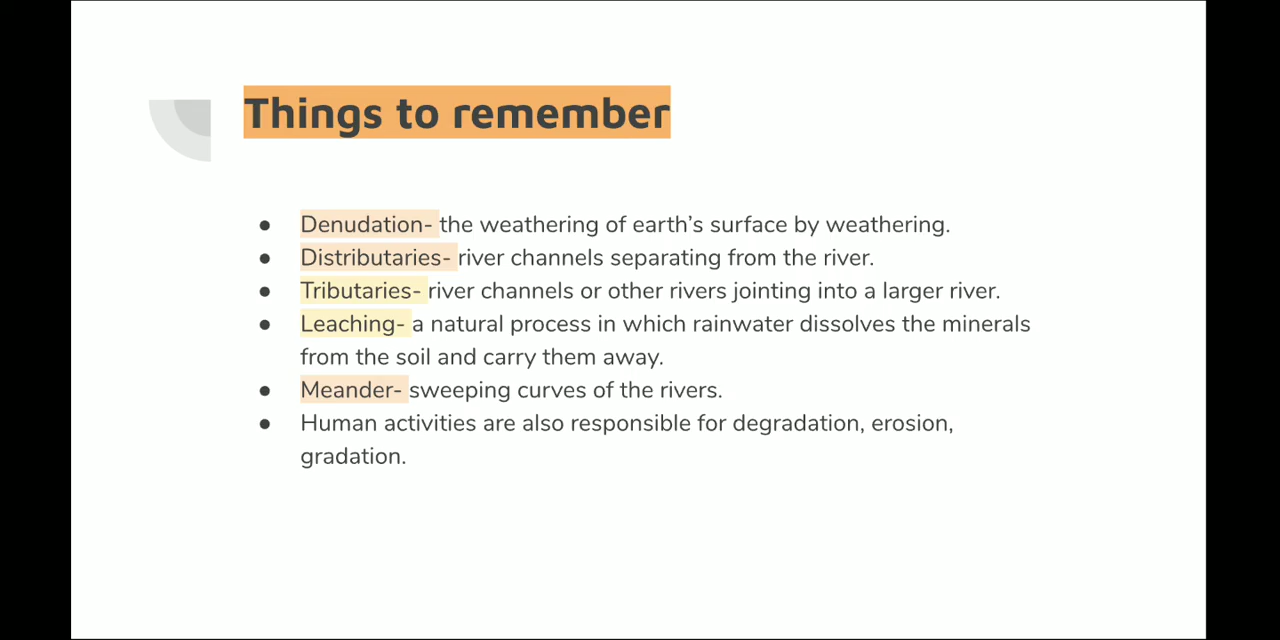 Things to remember
● Denudation- the weathering of earth's surface by weathering.
● Distributaries- river channels separating from the river.
● Tributaries- river channels or other rivers jointing into a larger river.
● Leaching- a natural process in which rainwater dissolves the minerals
from the soil and carry them away.
● Meander- sweeping curves of the rivers.
● Human activities are also responsible for degradation, erosion,
gradation.